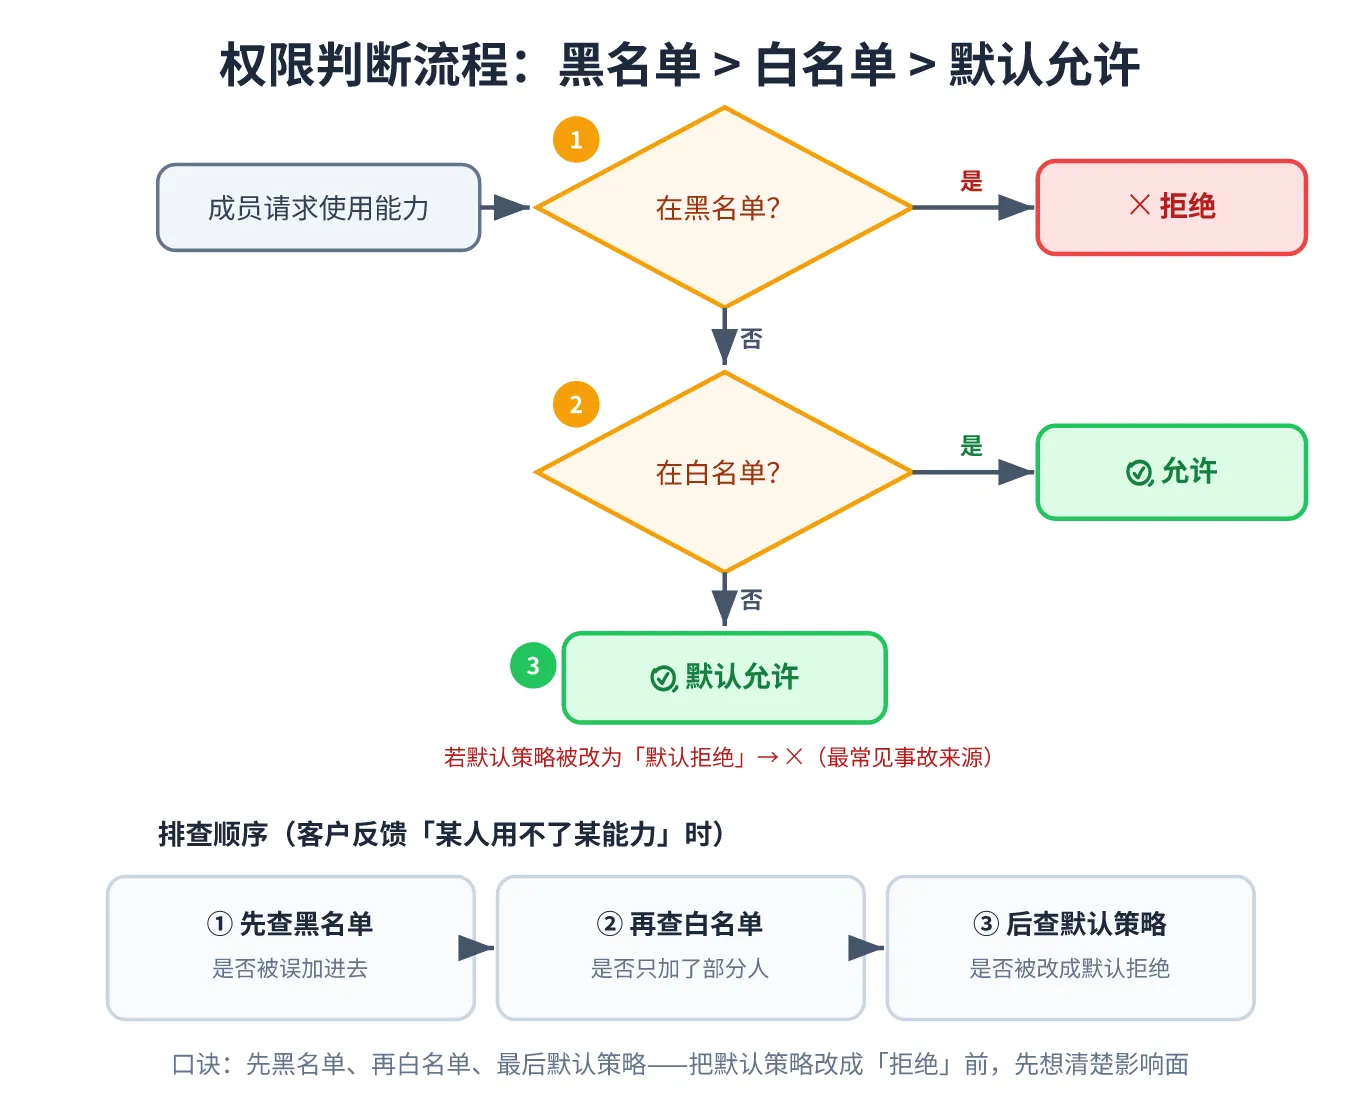 权限判断流程：黑名单 > 白名单 > 默认允许
1
成员请求使用能力
在黑名单？
是
× 拒绝
否
2
在白名单？
是
允许
否
3
默认允许
若默认策略被改为「默认拒绝」→ ×（最常见事故来源）
排查顺序（客户反馈「某人用不了某能力」时）
① 先查黑名单
是否被误加进去
② 再查白名单
是否只加了部分人
③ 后查默认策略
是否被改成默认拒绝
口诀：先黑名单、再白名单、最后默认策略——把默认策略改成「拒绝」前，先想清楚影响面